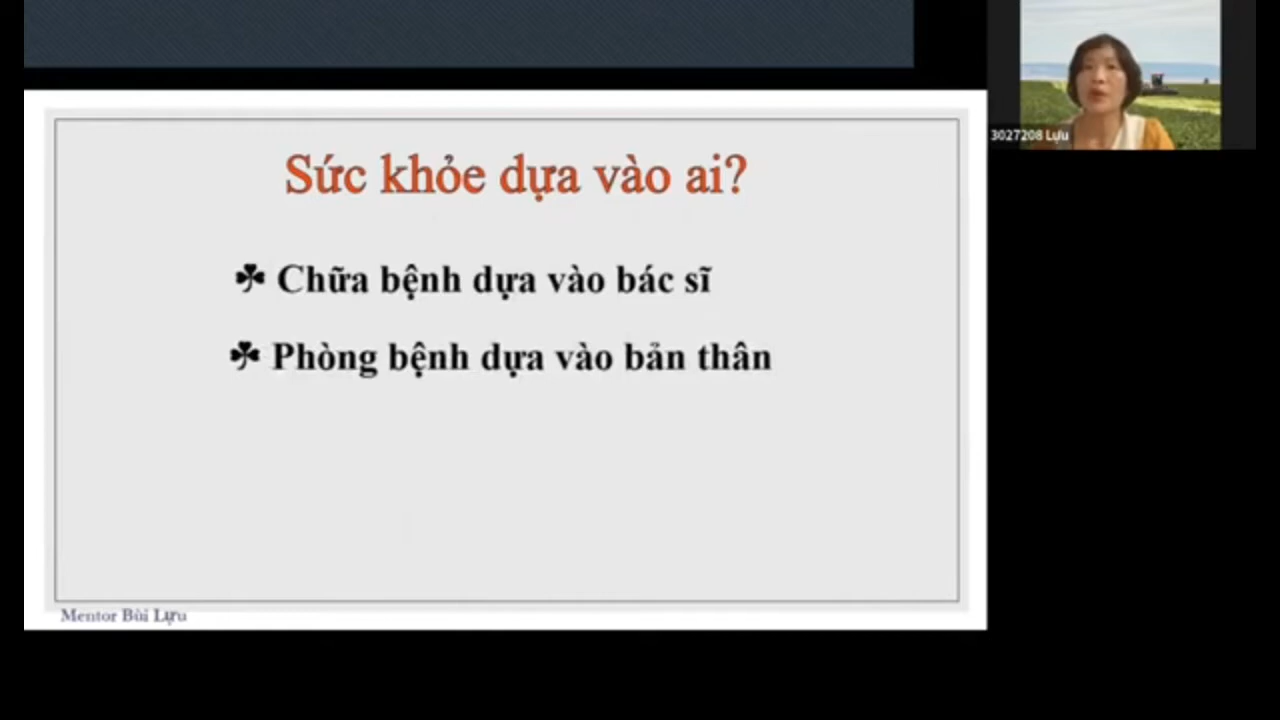 Sức khỏe dựa vào ai?
☘ Chữa bệnh dựa vào bác sĩ
☘ Phòng bệnh dựa vào bản thân
Mentor Bùi Lựu
3027208 Lựu